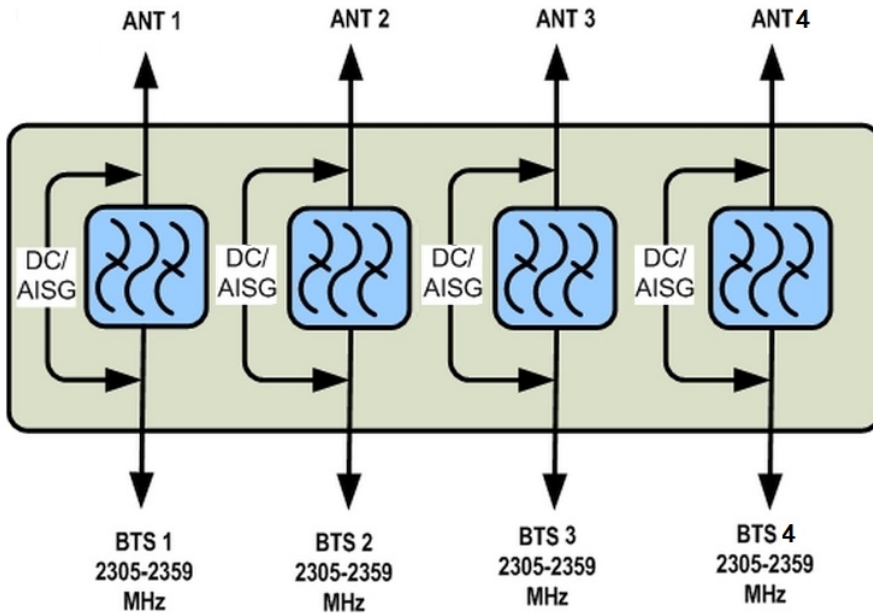 ANT 1
ANT 2
ANT 3
ANT 4
DC/
AISG
DC/
AISG
DC/
AISG
DC/
AISG
BTS 1
2305-2359
MHz
BTS 2
2305-2359
MHz
BTS 3
2305-2359
MHz
BTS 4
2305-2359
MHz